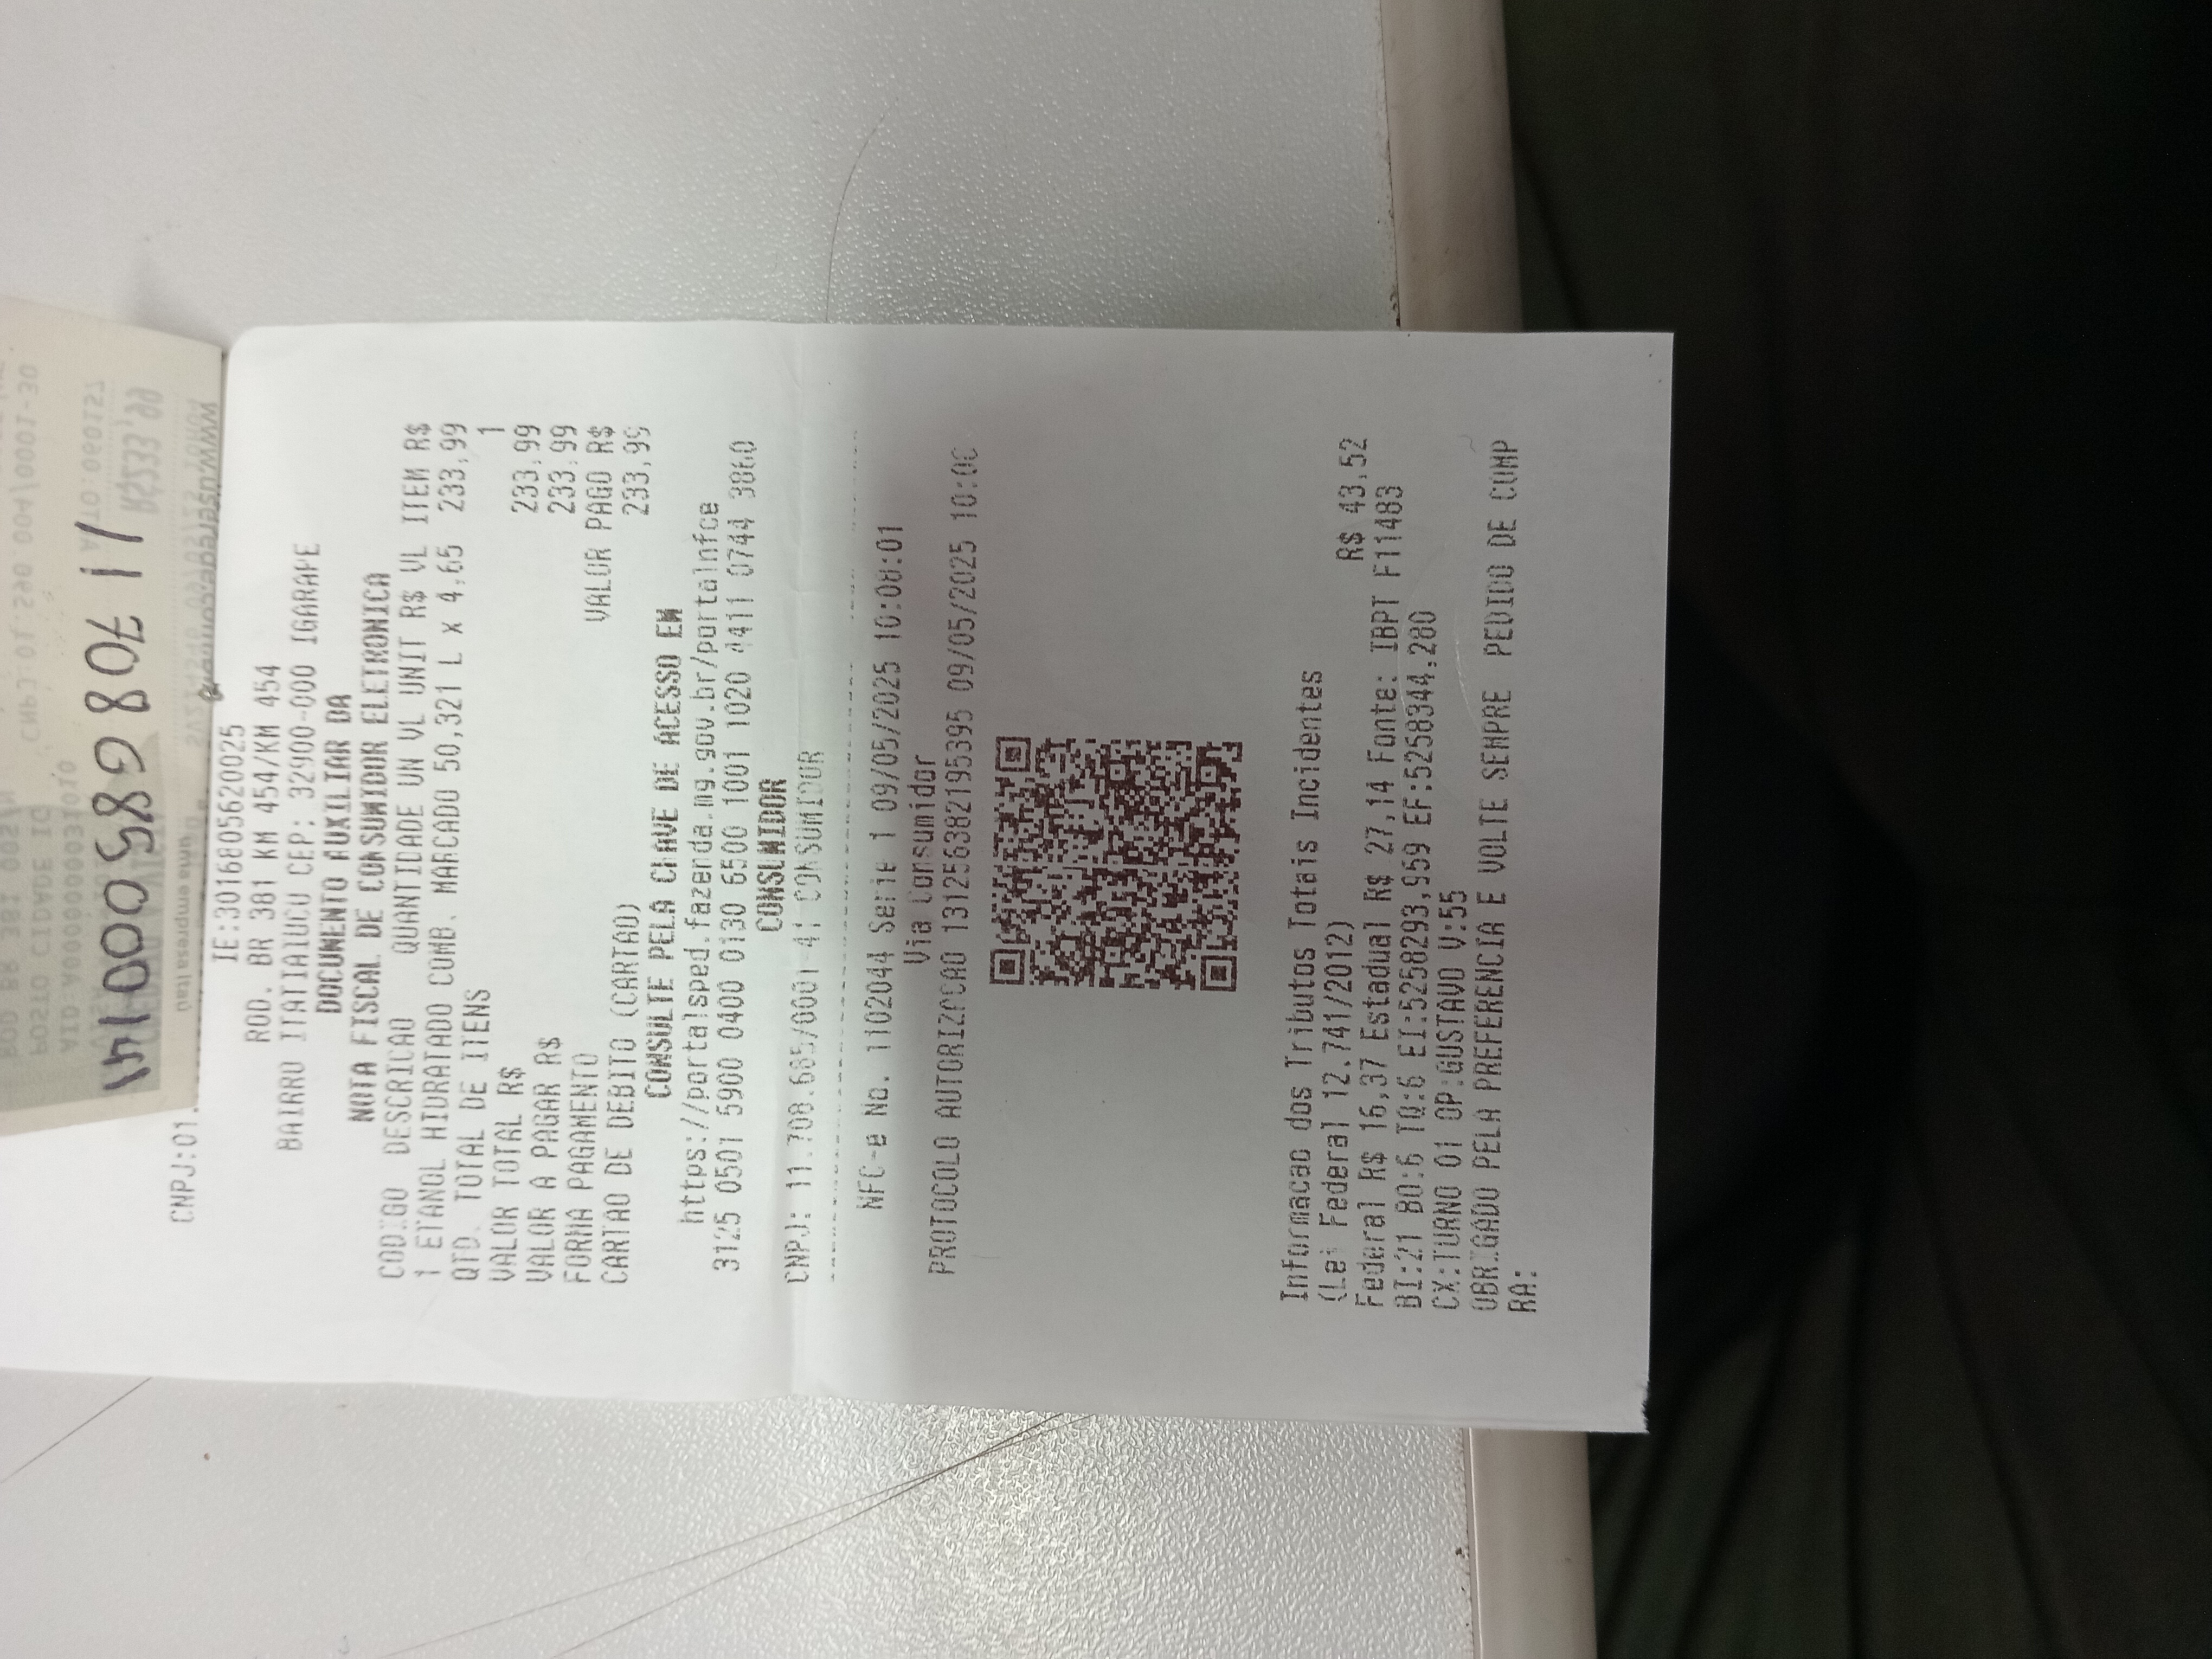 CNPJ:01.
IE:3016805620025
ROD. BR 381 KM 454/KM 454
BAIRRO ITATIAIUCU CEP: 32900-000 IGARAPE
DOCUMENTO AUXILIAR DA
NOTA FISCAL DE CONSUMIDOR ELETRONICA
CODIGO DESCRICAO QUANTIDADE UN VL UNIT R$ VL ITEM R$
1 ETANOL HIDRATADO COMB. MARCADO 50,321 L x 4,65 233,99
QTD. TOTAL DE ITENS 1
VALOR TOTAL R$ 233,99
VALOR A PAGAR R$ 233,99
FORMA PAGAMENTO VALOR PAGO R$
CARTAO DE DEBITO (CARTAO) 233,99
CONSULTE PELA CHAVE DE ACESSO EM
https://portalsped.fazenda.mg.gov.br/portalnfce
3125 0501 5900 0400 0130 6500 1001 1020 4411 0744 3860
CONSUMIDOR
CNPJ: 11.708.685/0001-41 CONSUMIDOR
NFC-e No. 1102044 Serie 1 09/05/2025 10:08:01
Via Consumidor
PROTOCOLO AUTORIZACAO 131256382195395 09/05/2025
Informacao dos Tributos Totais Incidentes
(Lei Federal 12.741/2012) R$ 43,52
Federal R$ 16,37 Estadual R$ 27,14 Fonte: IBPT F11483
BI:21 BO:6 TQ:6 EI:5258293,959 EF:5258344,280
CX:TURNO 01 OP:GUSTAVO V:55
OBRIGADO PELA PREFERENCIA E VOLTE SEMPRE PEDIDO DE COMP
RA: